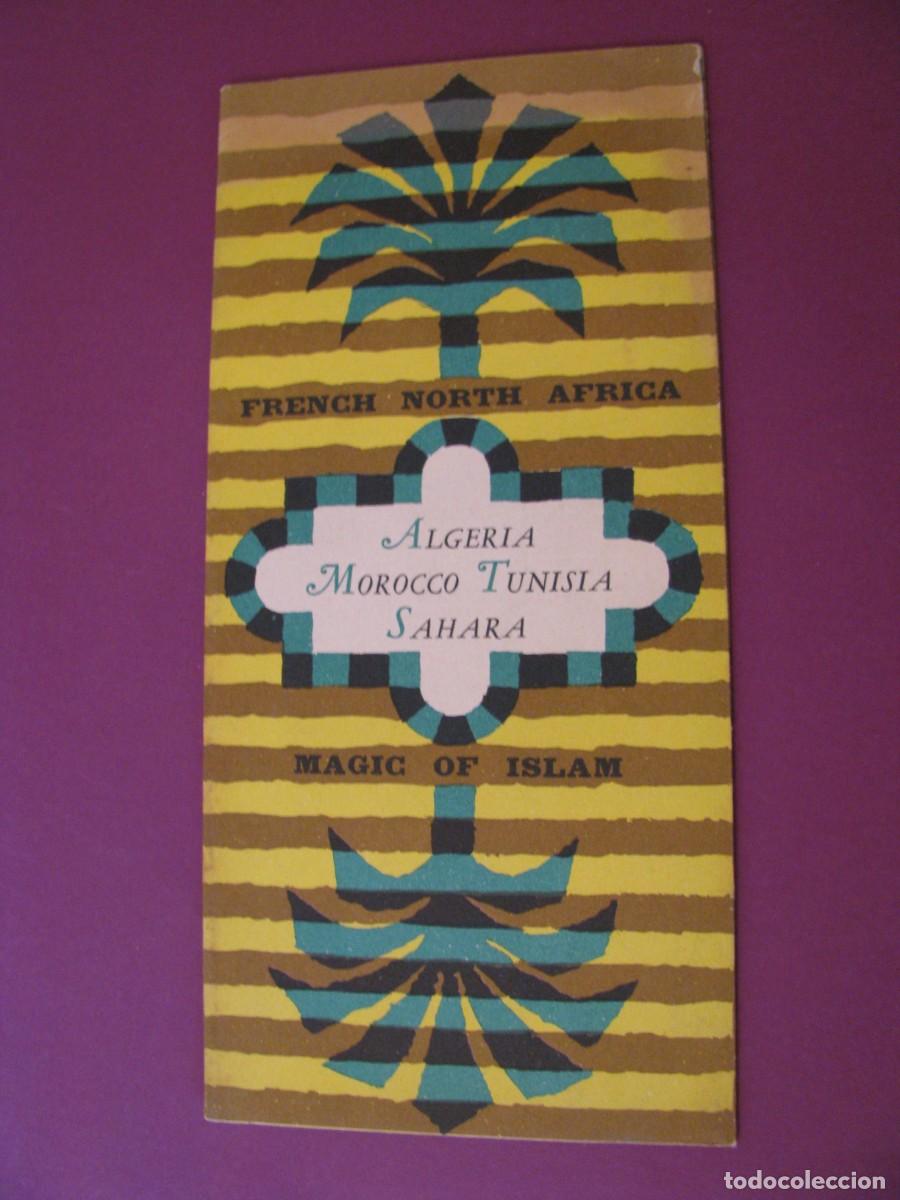 FRENCH NORTH AFRICA
ALGERIA
MOROCCO TUNISIA
SAHARA
MAGIC OF ISLAM
todocoleccion